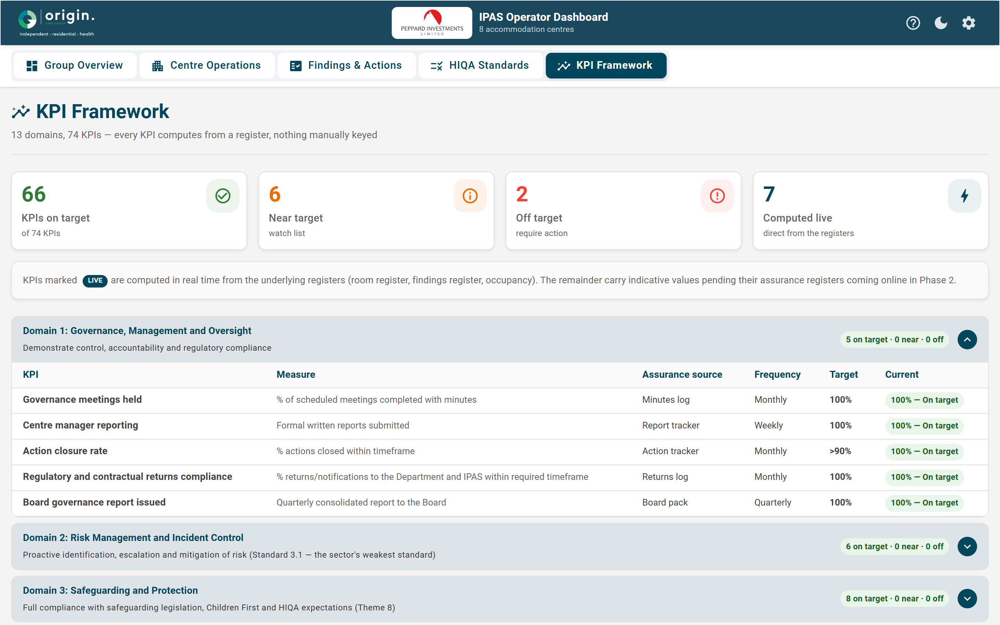 origin.
CARE GROUP
independent • residential • health
PEPPARD INVESTMENTS
LIMITED
IPAS Operator Dashboard
8 accommodation centres
Group Overview
Centre Operations
Findings & Actions
HIQA Standards
KPI Framework
KPI Framework
13 domains, 74 KPIs — every KPI computes from a register, nothing manually keyed
66
KPIs on target
of 74 KPIs
6
Near target
watch list
2
Off target
require action
7
Computed live
direct from the registers
KPIs marked LIVE are computed in real time from the underlying registers (room register, findings register, occupancy). The remainder carry indicative values pending their assurance registers coming online in Phase 2.
Domain 1: Governance, Management and Oversight
Demonstrate control, accountability and regulatory compliance
5 on target · 0 near · 0 off
KPI Measure Assurance source Frequency Target Current
Governance meetings held % of scheduled meetings completed with minutes Minutes log Monthly 100% 100% — On target
Centre manager reporting Formal written reports submitted Report tracker Weekly 100% 100% — On target
Action closure rate % actions closed within timeframe Action tracker Monthly >90% 100% — On target
Regulatory and contractual returns compliance % returns/notifications to the Department and IPAS within required timeframe Returns log Monthly 100% 100% — On target
Board governance report issued Quarterly consolidated report to the Board Board pack Quarterly 100% 100% — On target
Domain 2: Risk Management and Incident Control
Proactive identification, escalation and mitigation of risk (Standard 3.1 — the sector's weakest standard)
6 on target · 0 near · 0 off
Domain 3: Safeguarding and Protection
Full compliance with safeguarding legislation, Children First and HIQA expectations (Theme 8)
8 on target · 0 near · 0 off